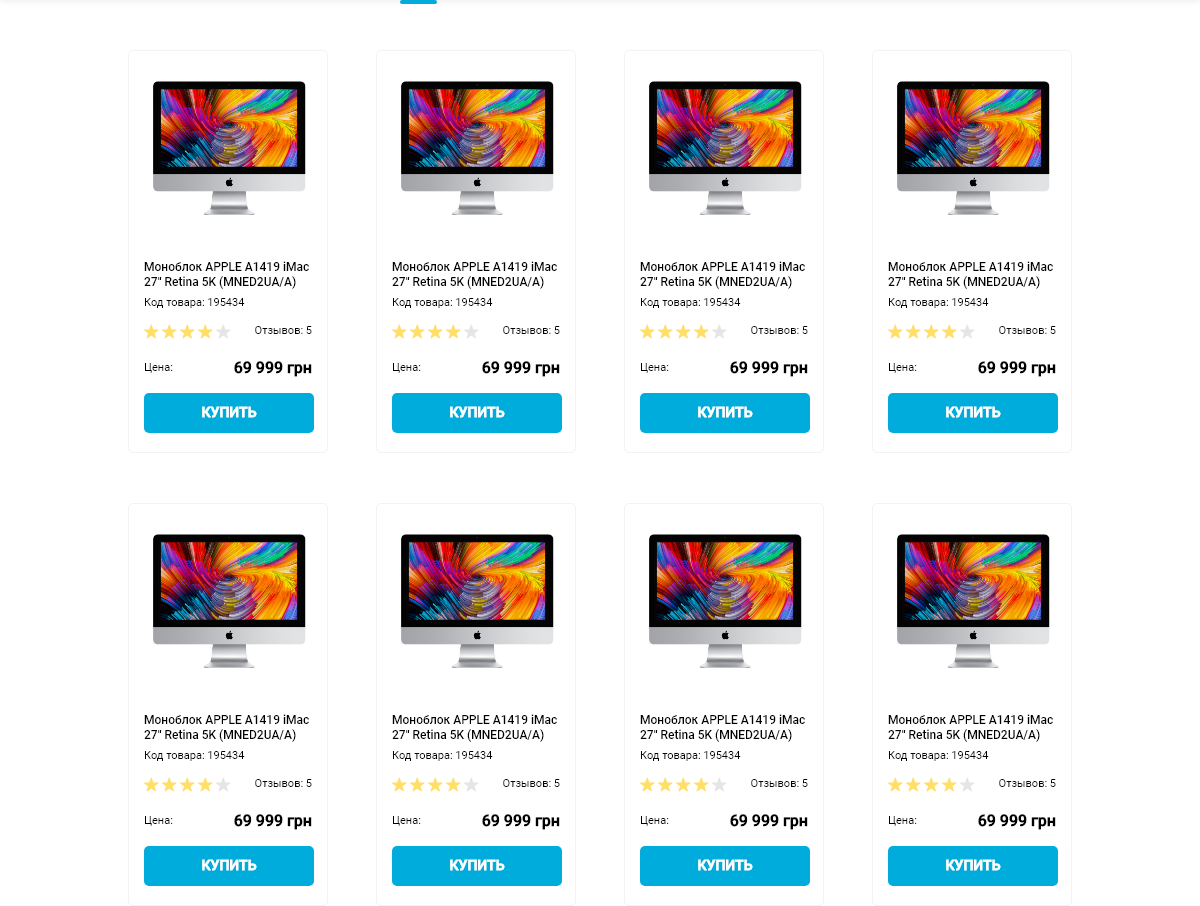 Моноблок APPLE A1419 iMac
27" Retina 5K (MNED2UA/A)
Код товара: 195434
Отзывов: 5
Цена: 69 999 грн
КУПИТЬ
Моноблок APPLE A1419 iMac
27" Retina 5K (MNED2UA/A)
Код товара: 195434
Отзывов: 5
Цена: 69 999 грн
КУПИТЬ
Моноблок APPLE A1419 iMac
27" Retina 5K (MNED2UA/A)
Код товара: 195434
Отзывов: 5
Цена: 69 999 грн
КУПИТЬ
Моноблок APPLE A1419 iMac
27" Retina 5K (MNED2UA/A)
Код товара: 195434
Отзывов: 5
Цена: 69 999 грн
КУПИТЬ
Моноблок APPLE A1419 iMac
27" Retina 5K (MNED2UA/A)
Код товара: 195434
Отзывов: 5
Цена: 69 999 грн
КУПИТЬ
Моноблок APPLE A1419 iMac
27" Retina 5K (MNED2UA/A)
Код товара: 195434
Отзывов: 5
Цена: 69 999 грн
КУПИТЬ
Моноблок APPLE A1419 iMac
27" Retina 5K (MNED2UA/A)
Код товара: 195434
Отзывов: 5
Цена: 69 999 грн
КУПИТЬ
Моноблок APPLE A1419 iMac
27" Retina 5K (MNED2UA/A)
Код товара: 195434
Отзывов: 5
Цена: 69 999 грн
КУПИТЬ